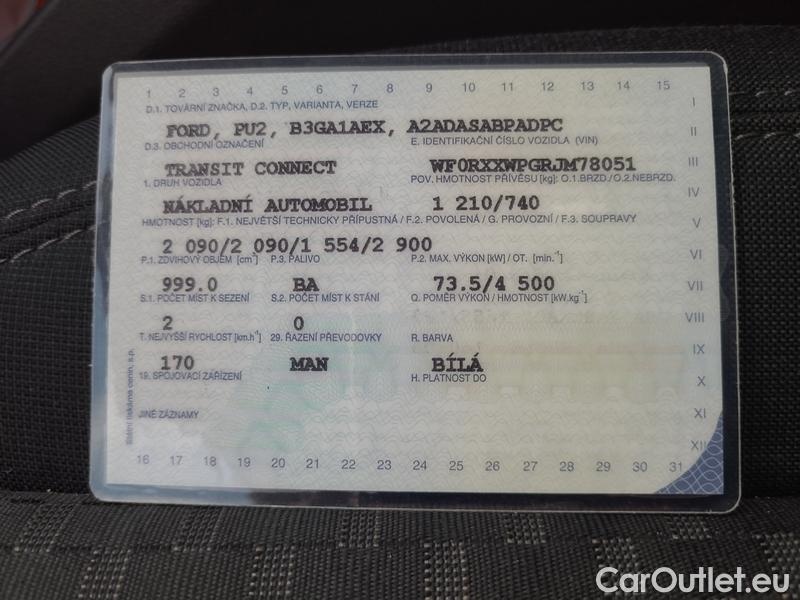 1 2 3 4 5 6 7 8 9 10 11 12 13 14 15
D.1. TOVÁRNÍ ZNAČKA, D.2. TYP, VARIANTA, VERZE
I
FORD, PU2, B3GA1AEX, A2ADASABPADPC
II
D.3. OBCHODNÍ OZNAČENÍ E. IDENTIFIKAČNÍ ČÍSLO VOZIDLA (VIN)
TRANSIT CONNECT WF0RXXWPGRJM78051
III
1. DRUH VOZIDLA POV. HMOTNOST PŘÍVĚSU [kg]: O.1.BRZD./O.2.NEBRZD.
NÁKLADNÍ AUTOMOBIL 1 210/740
IV
HMOTNOST [kg]: F.1. NEJVĚTŠÍ TECHNICKY PŘÍPUSTNÁ / F.2. POVOLENÁ / G. PROVOZNÍ / F.3. SOUPRAVY
V
2 090/2 090/1 554/2 900
P.1. ZDVIHOVÝ OBJEM [cm³] P.3. PALIVO P.2. MAX. VÝKON [kW] / OT. [min.⁻¹]
VI
999.0 BA 73.5/4 500
VII
S.1. POČET MÍST K SEZENÍ S.2. POČET MÍST K STÁNÍ Q. POMĚR VÝKON / HMOTNOST [kW.kg⁻¹]
2 0
VIII
T. NEJVYŠŠÍ RYCHLOST [km.h⁻¹] 29. ŘAZENÍ PŘEVODOVKY R. BARVA
IX
170 MAN BÍLÁ
19. SPOJOVACÍ ZAŘÍZENÍ H. PLATNOST DO
X
JINÉ ZÁZNAMY
XI
XII
16 17 18 19 20 21 22 23 24 25 26 27 28 29 30 31
Státní tiskárna cenin, s.p.
CarOutlet.eu